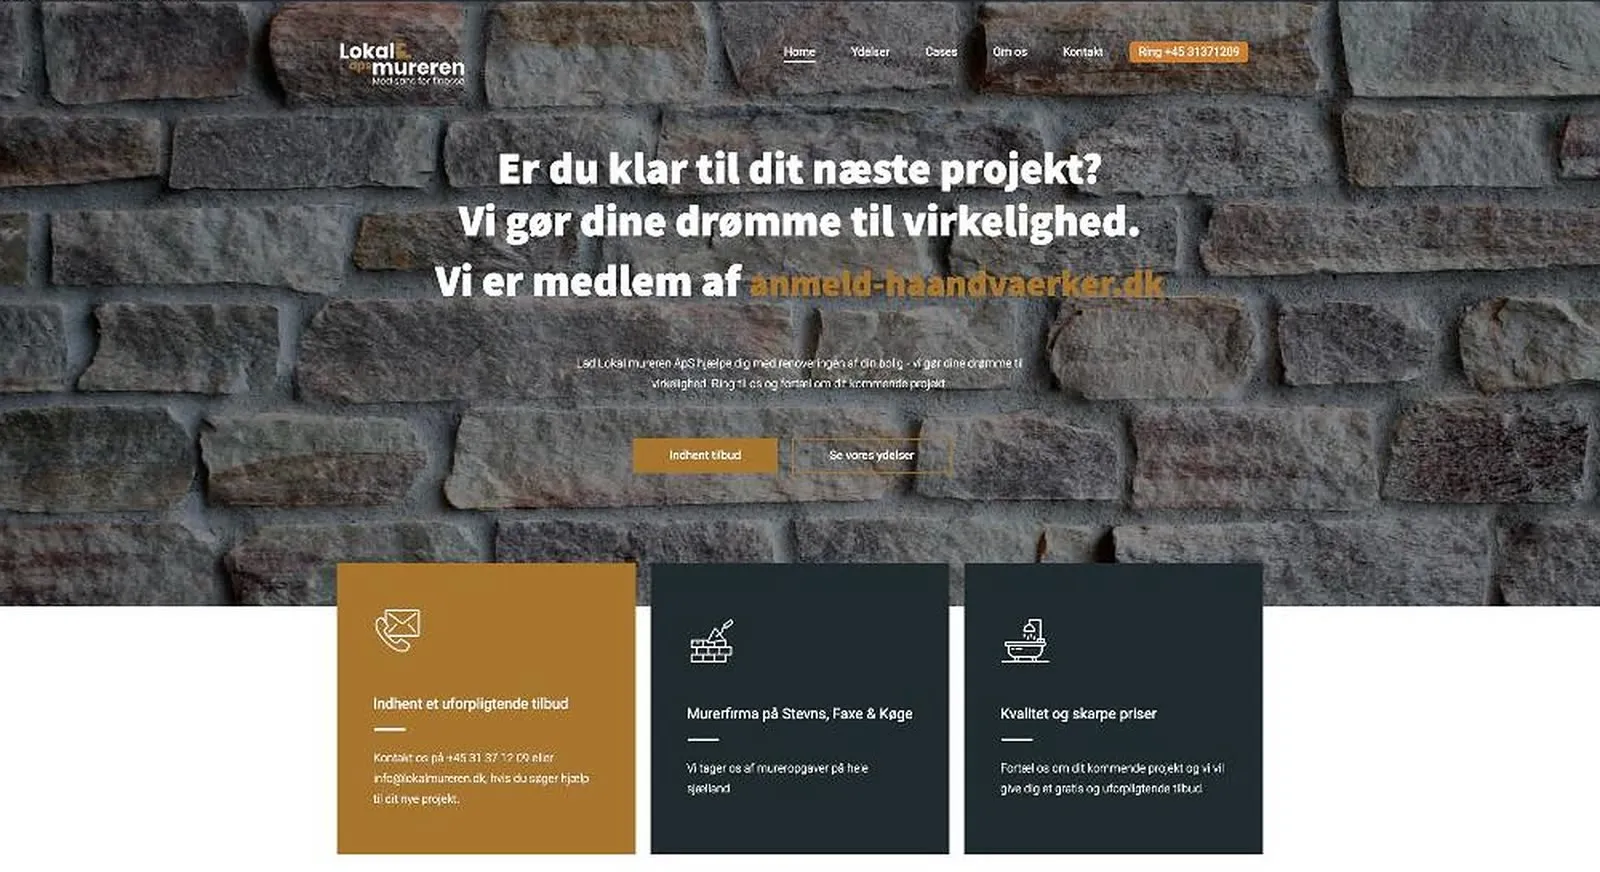 Lokal
aps mureren
Med sans for finesse
Home
Ydelser
Cases
Om os
Kontakt
Ring +45 31371209
Er du klar til dit næste projekt?
Vi gør dine drømme til virkelighed.
Vi er medlem af anmeld-haandvaerker.dk
Lad Lokalmureren ApS hjælpe dig med renoveringen af din bolig - vi gør dine drømme til
virkelighed. Ring til os og fortæl om dit kommende projekt
Indhent tilbud
Se vores ydelser
Indhent et uforpligtende tilbud
Kontakt os på +45 31 37 12 09 eller
info@lokalmureren.dk, hvis du søger hjælp
til dit nye projekt.
Murerfirma på Stevns, Faxe & Køge
Vi tager os af mureropgaver på hele
sjælland
Kvalitet og skarpe priser
Fortæl os om dit kommende projekt og vi vil
give dig et gratis og uforpligtende tilbud.